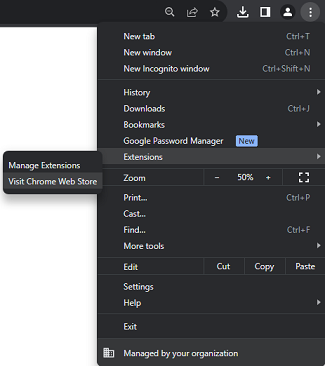 New tab Ctrl+T
New window Ctrl+N
New Incognito window Ctrl+Shift+N
History
Downloads Ctrl+J
Bookmarks
Google Password Manager New
Extensions
Manage Extensions
Visit Chrome Web Store
Zoom − 50% +
Print... Ctrl+P
Cast...
Find... Ctrl+F
More tools
Edit Cut Copy Paste
Settings
Help
Exit
Managed by your organization